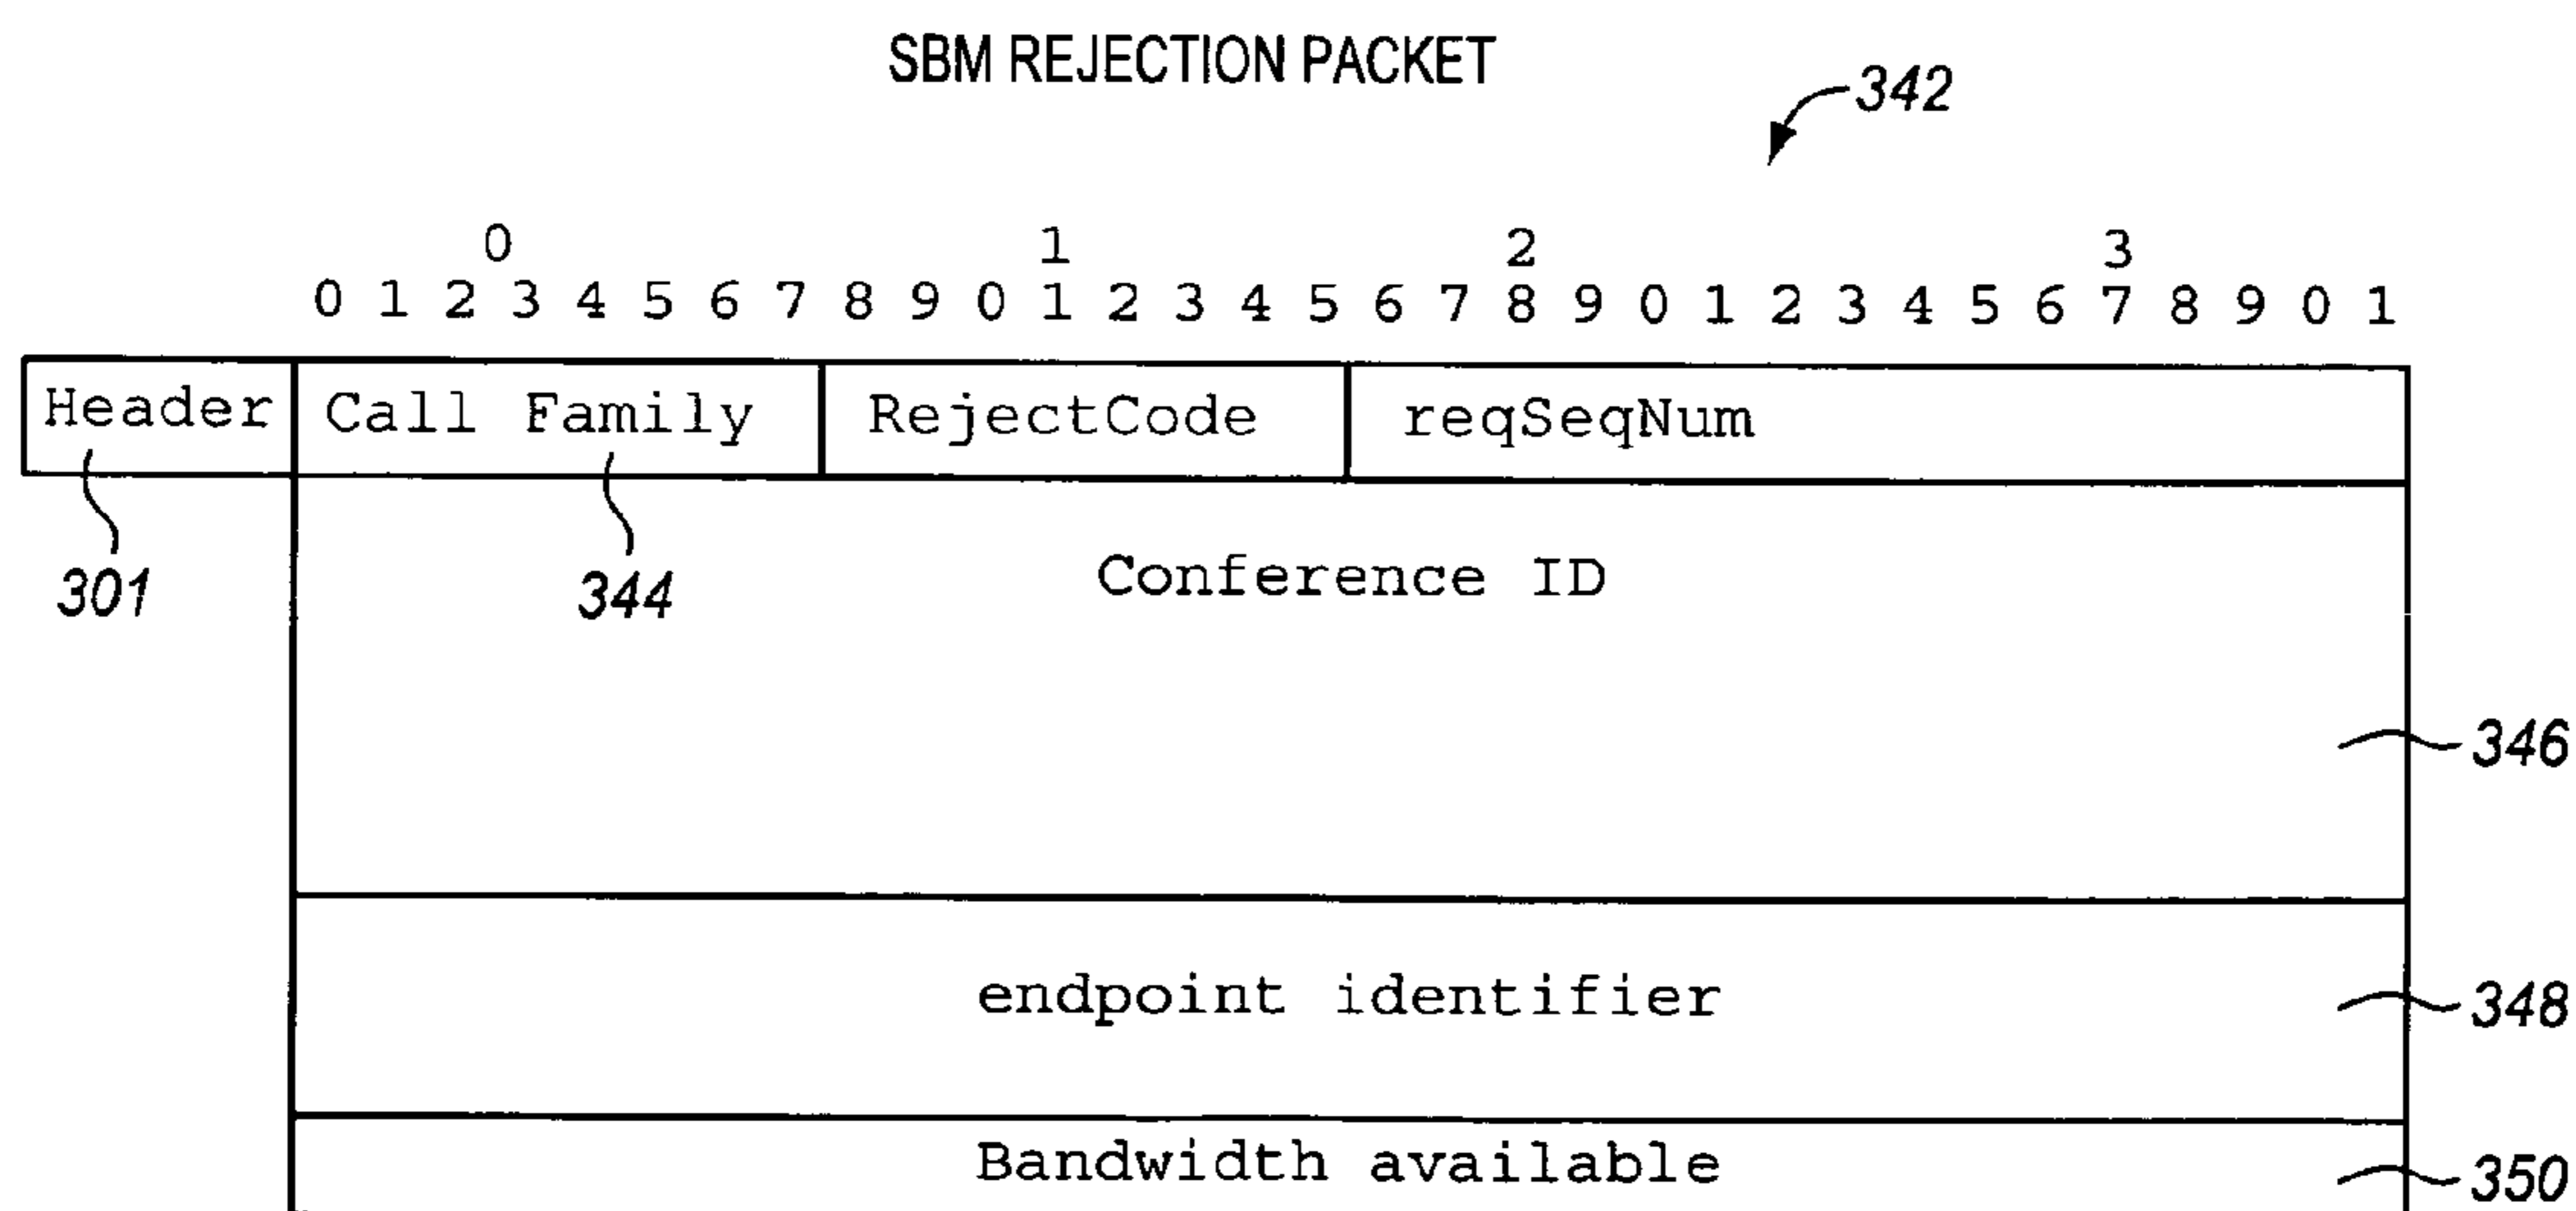 SBM REJECTION PACKET
342
0 1 2 3
0 1 2 3 4 5 6 7 8 9 0 1 2 3 4 5 6 7 8 9 0 1 2 3 4 5 6 7 8 9 0 1
Header Call Family RejectCode reqSeqNum
301 344 Conference ID
346
endpoint identifier 348
Bandwidth available 350